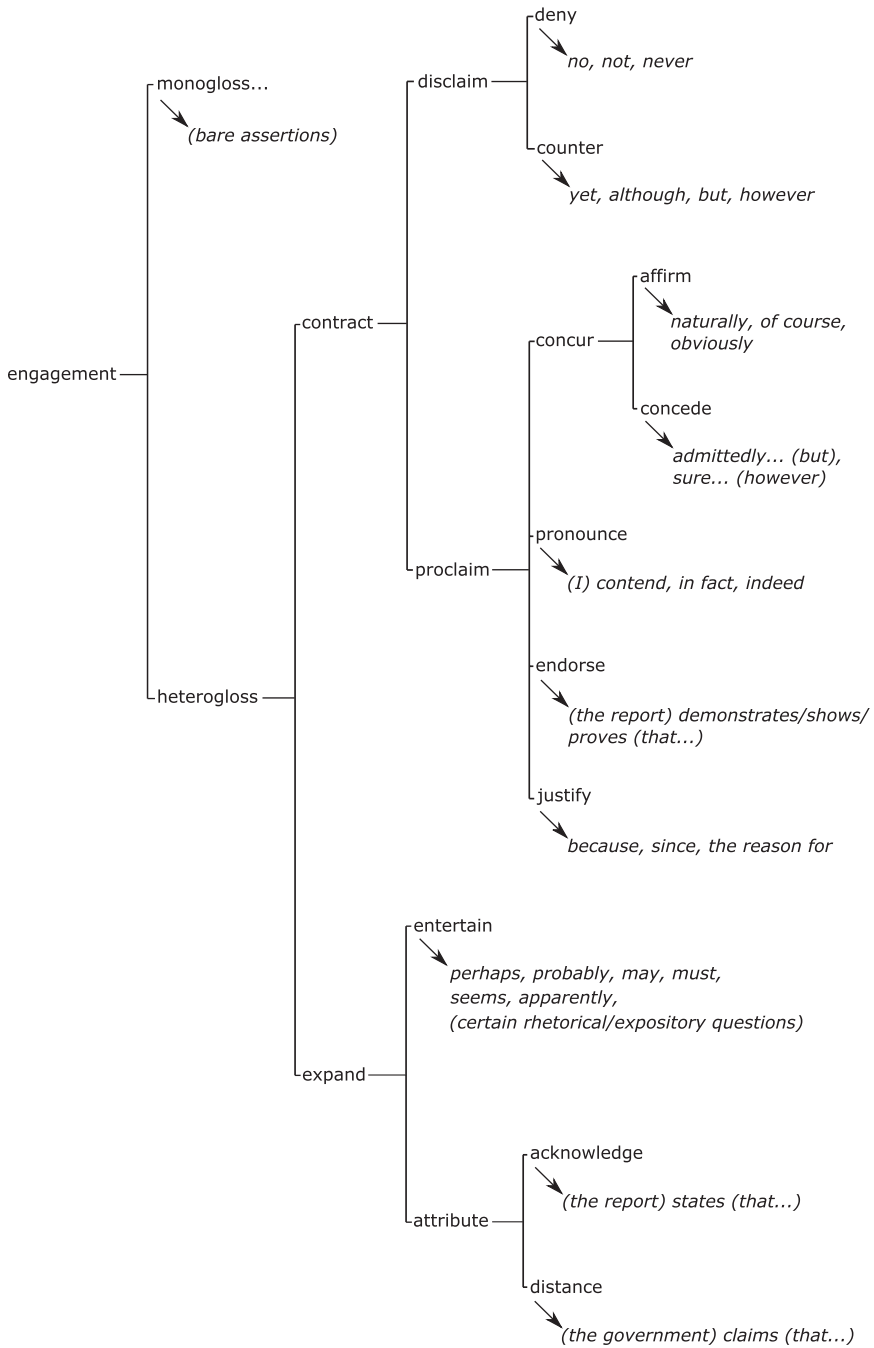 deny
no, not, never
disclaim
monogloss...
(bare assertions)
counter
yet, although, but, however
affirm
naturally, of course,
obviously
contract
concur
engagement
concede
admittedly... (but),
sure... (however)
pronounce
proclaim
(I) contend, in fact, indeed
endorse
heterogloss
(the report) demonstrates/shows/
proves (that...)
justify
because, since, the reason for
entertain
perhaps, probably, may, must,
seems, apparently,
(certain rhetorical/expository questions)
expand
acknowledge
(the report) states (that...)
attribute
distance
(the government) claims (that...)